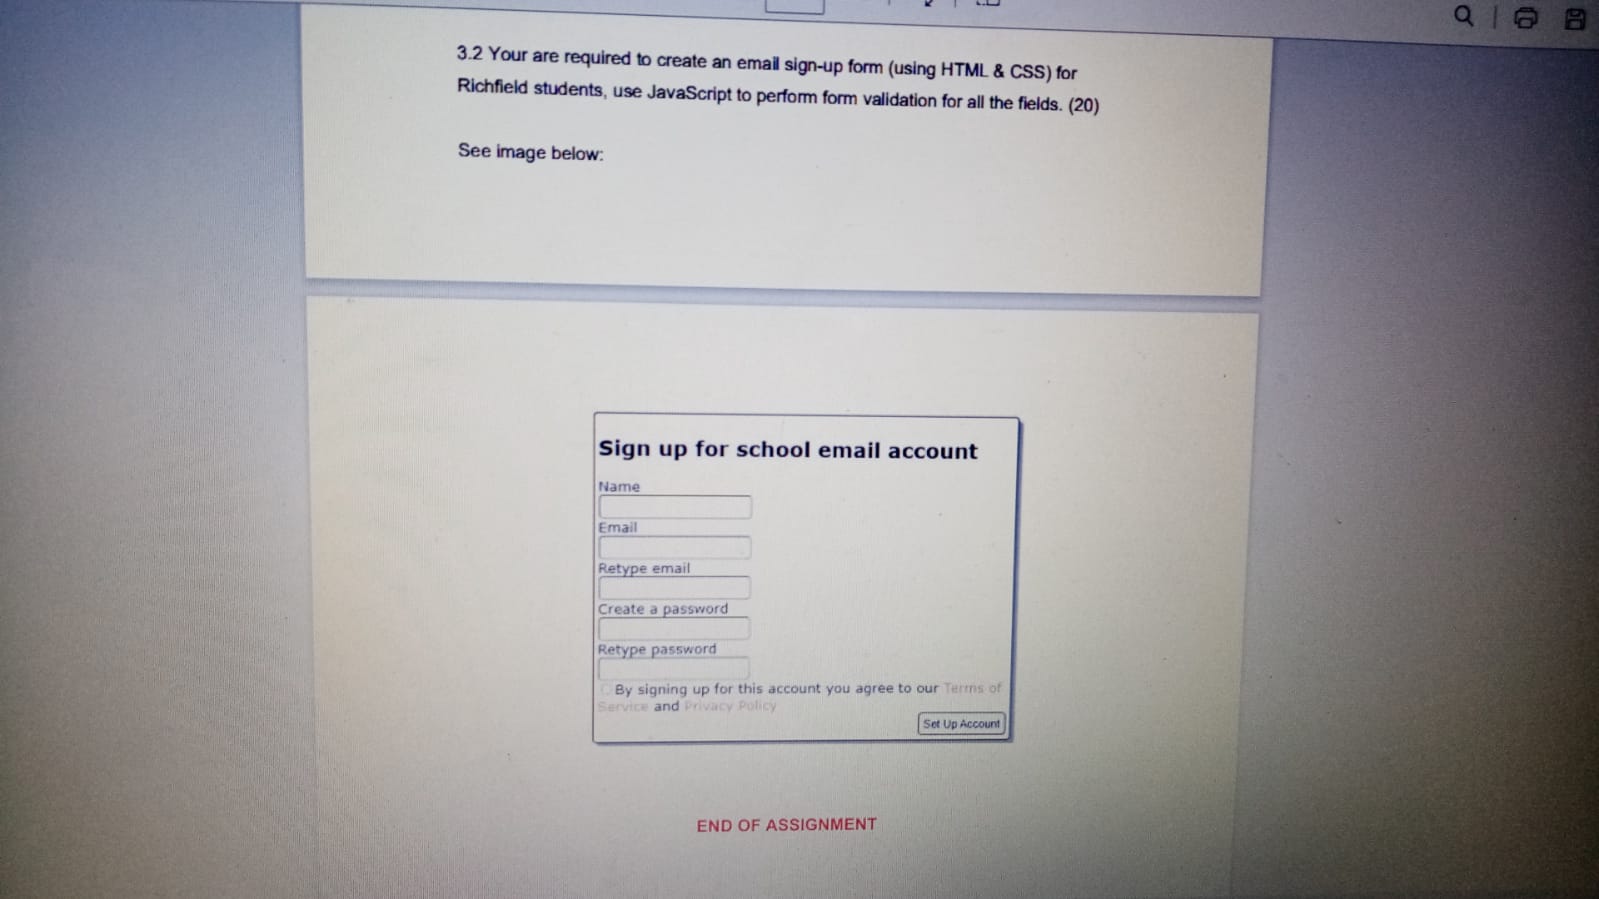 3.2 Your are required to create an email sign-up form (using HTML & CSS) for
Richfield students, use JavaScript to perform form validation for all the fields. (20)
See image below:
Sign up for school email account
Name
Email
Retype email
Create a password
Retype password
By signing up for this account you agree to our Terms of
Service and Privacy Policy
Set Up Account
END OF ASSIGNMENT